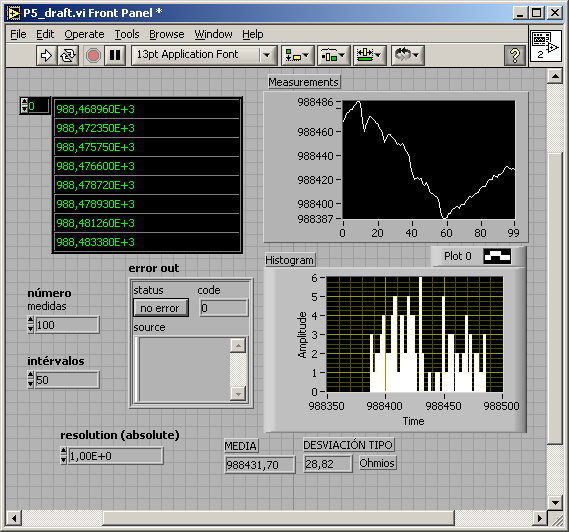 P5_draft.vi Front Panel *
File Edit Operate Tools Browse Window Help
13pt Application Font
?
2
Measurements
0
988,468960E+3
988,472350E+3
988,475750E+3
988,476600E+3
988,478720E+3
988,478930E+3
988,481260E+3
988,483380E+3
988486
988460
988440
988420
988400
988387
0 20 40 60 80 99
Plot 0
Histogram
error out
status code
no error 0
source
número
medidas
100
intérvalos
50
6
5
4
3
2
1
0
Amplitude
988350 988400 988450 988500
Time
resolution (absolute)
1,00E+0
MEDIA DESVIACIÓN TIPO
988431,70 28,82 Ohmios